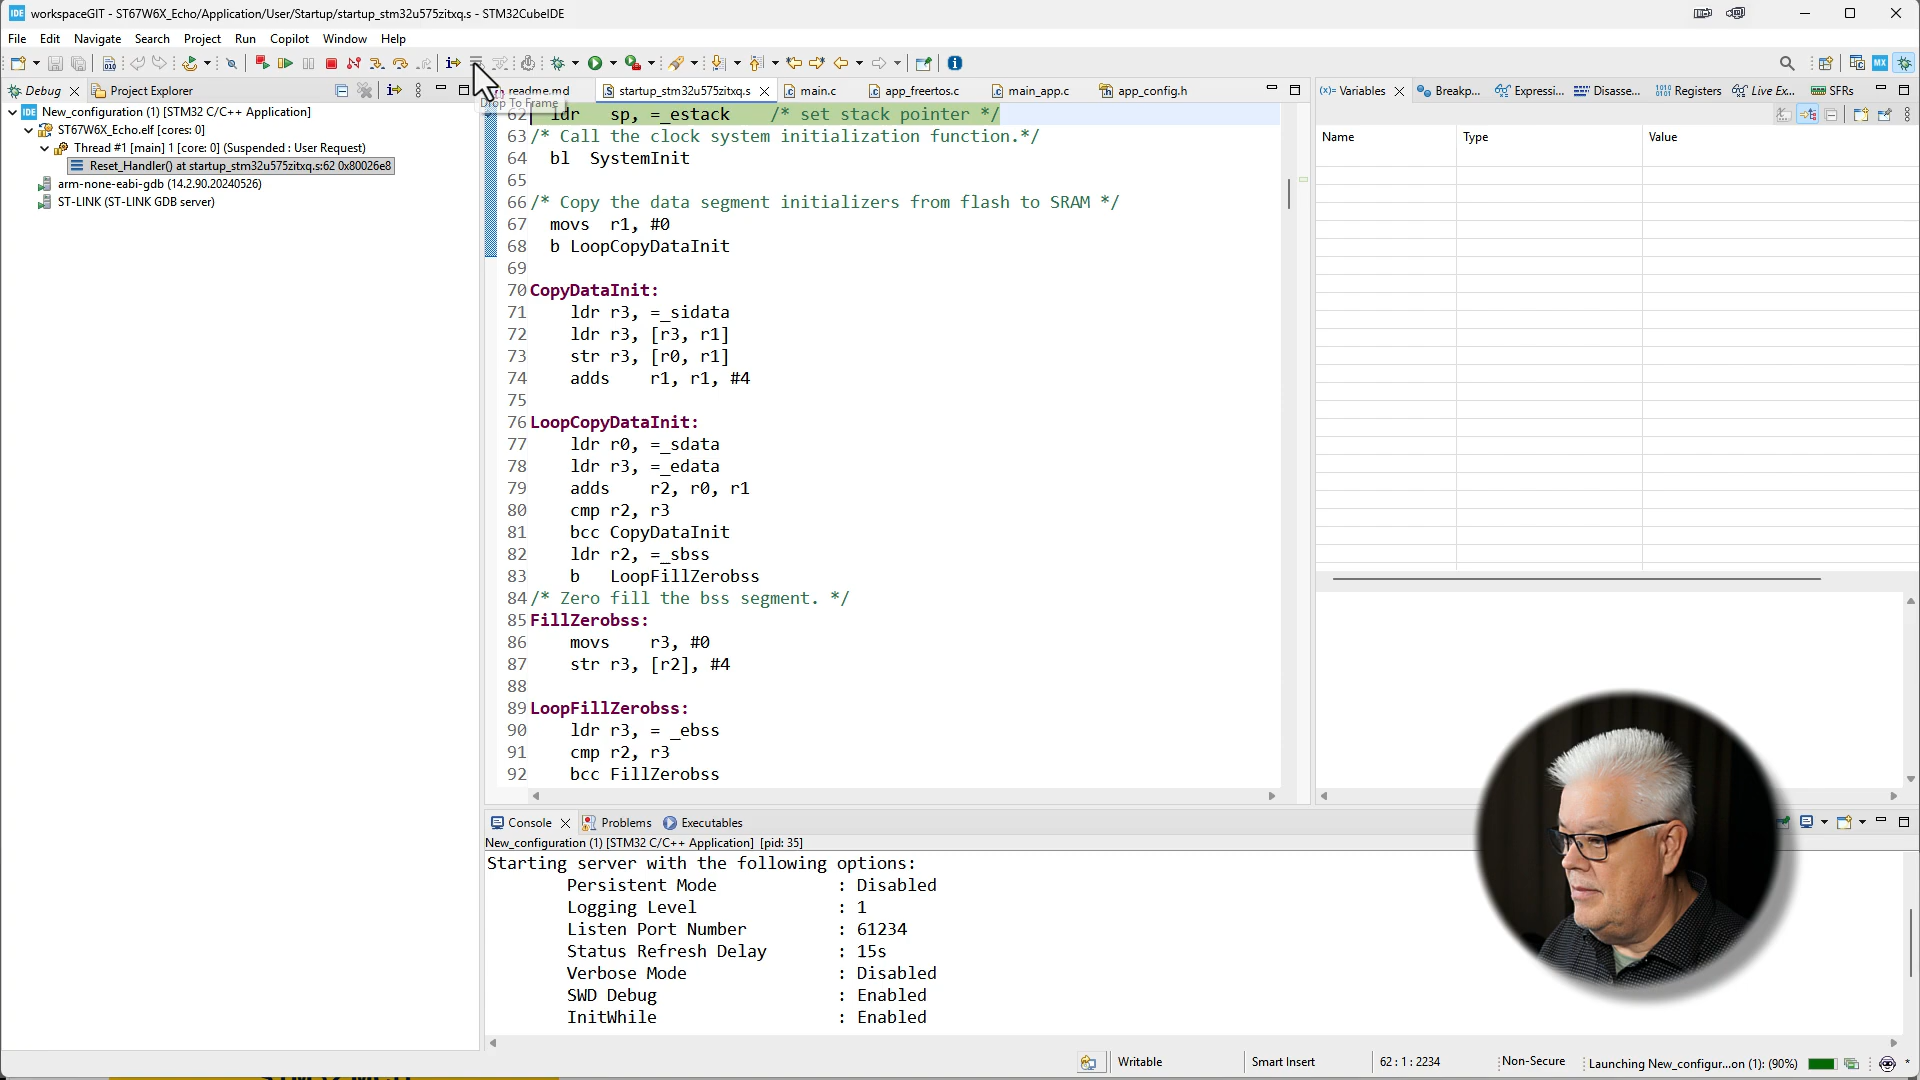 IDE workspaceGIT - ST67W6X_Echo/Application/User/Startup/startup_stm32u575zitxq.s - STM32CubeIDE
File Edit Navigate Search Project Run Copilot Window Help
Debug
Project Explorer
readme.md
startup_stm32u575zitxq.s
main.c
app_freertos.c
main_app.c
app_config.h
(x)= Variables
Breakp...
Expressi...
Disasse...
Registers
Live Ex...
SFRs
Drop To Frame
IDE New_configuration (1) [STM32 C/C++ Application]
ST67W6X_Echo.elf [cores: 0]
Thread #1 [main] 1 [core: 0] (Suspended : User Request)
Reset_Handler() at startup_stm32u575zitxq.s:62 0x80026e8
arm-none-eabi-gdb (14.2.90.20240526)
ST-LINK (ST-LINK GDB server)
62 ldr sp, =_estack /* set stack pointer */
63 /* Call the clock system initialization function.*/
64 bl SystemInit
65
66 /* Copy the data segment initializers from flash to SRAM */
67 movs r1, #0
68 b LoopCopyDataInit
69
70 CopyDataInit:
71 ldr r3, =_sidata
72 ldr r3, [r3, r1]
73 str r3, [r0, r1]
74 adds r1, r1, #4
75
76 LoopCopyDataInit:
77 ldr r0, =_sdata
78 ldr r3, =_edata
79 adds r2, r0, r1
80 cmp r2, r3
81 bcc CopyDataInit
82 ldr r2, =_sbss
83 b LoopFillZerobss
84 /* Zero fill the bss segment. */
85 FillZerobss:
86 movs r3, #0
87 str r3, [r2], #4
88
89 LoopFillZerobss:
90 ldr r3, = _ebss
91 cmp r2, r3
92 bcc FillZerobss
Name Type Value
Console
Problems
Executables
New_configuration (1) [STM32 C/C++ Application] [pid: 35]
Starting server with the following options:
Persistent Mode : Disabled
Logging Level : 1
Listen Port Number : 61234
Status Refresh Delay : 15s
Verbose Mode : Disabled
SWD Debug : Enabled
InitWhile : Enabled
Writable
Smart Insert
62 : 1 : 2234
Non-Secure
Launching New_configur...on (1): (90%)